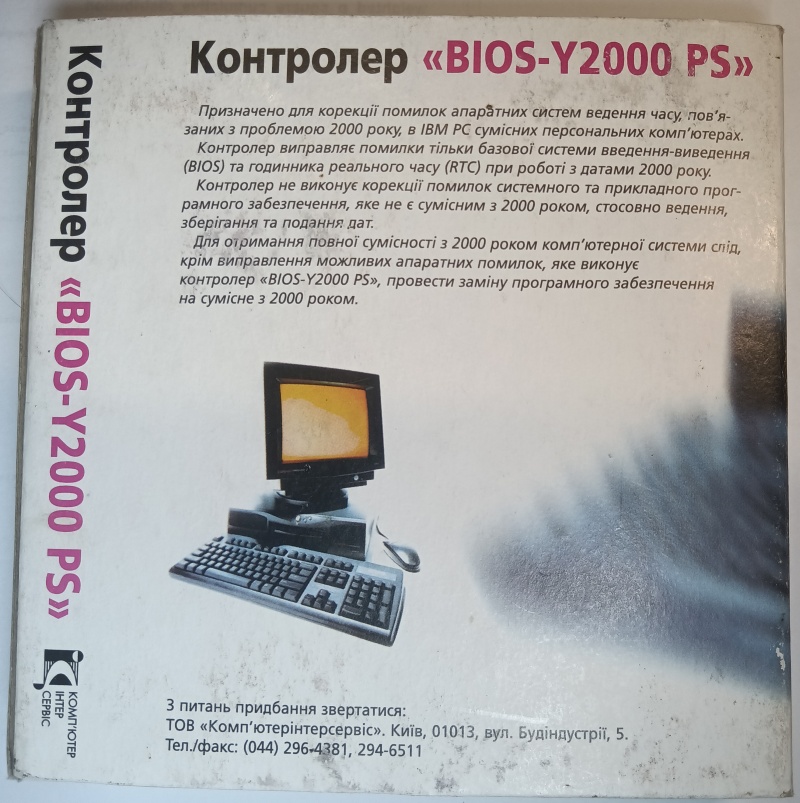 Контролер «BIOS-Y2000 PS»
Призначено для корекції помилок апаратних систем ведення часу, пов'я-
заних з проблемою 2000 року, в IBM PC сумісних персональних комп'ютерах.
Контролер виправляє помилки тільки базової системи введення-виведення
(BIOS) та годинника реального часу (RTC) при роботі з датами 2000 року.
Контролер не виконує корекції помилок системного та прикладного прог-
рамного забезпечення, яке не є сумісним з 2000 роком, стосовно ведення,
зберігання та подання дат.
Для отримання повної сумісності з 2000 роком комп'ютерної системи слід,
крім виправлення можливих апаратних помилок, яке виконує
контролер «BIOS-Y2000 PS», провести заміну програмного забезпечення
на сумісне з 2000 роком.
З питань придбання звертатися:
ТОВ «Комп'ютерінтерсервіс». Київ, 01013, вул. Будіндустрії, 5.
Тел./факс: (044) 296-4381, 294-6511
Контролер «BIOS-Y2000 PS»
КОМП'ЮТЕР
ІНТЕР
СЕРВІС